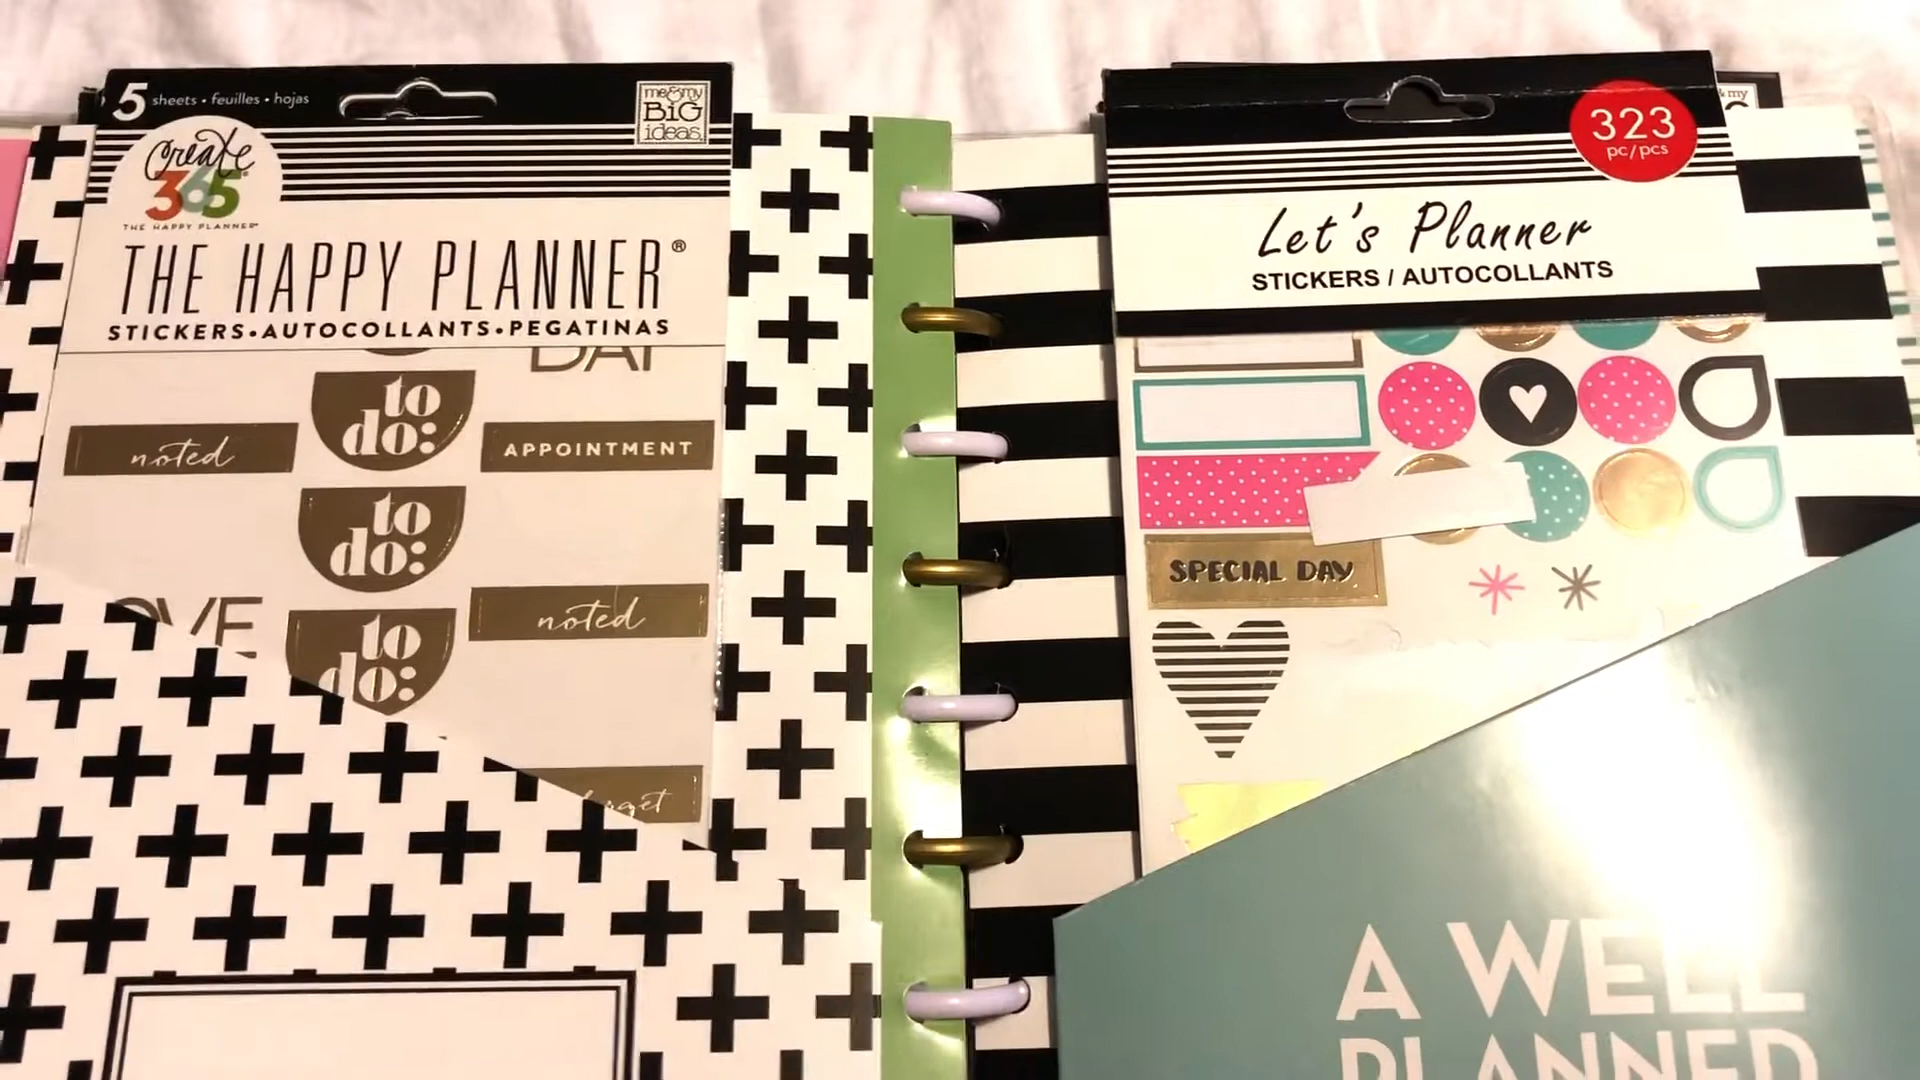 5 sheets • feuilles • hojas
me&my
BiG
ideas.
Create
365®
THE HAPPY PLANNER®
THE HAPPY PLANNER®
STICKERS•AUTOCOLLANTS•PEGATINAS
DAY
to
do:
noted
APPOINTMENT
to
do:
noted
to
do:
323
pc/pcs
& my
Let's Planner
STICKERS / AUTOCOLLANTS
SPECIAL DAY
A WELL
PLANNED